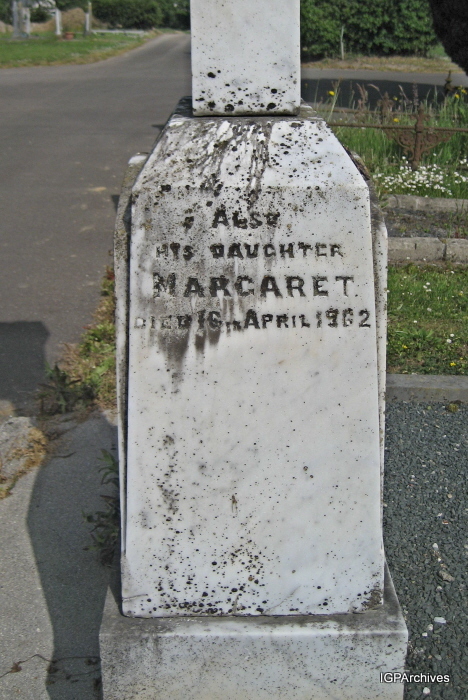 ALSO
HIS DAUGHTER
MARGARET
DIED 16TH APRIL 1962
IGPArchives